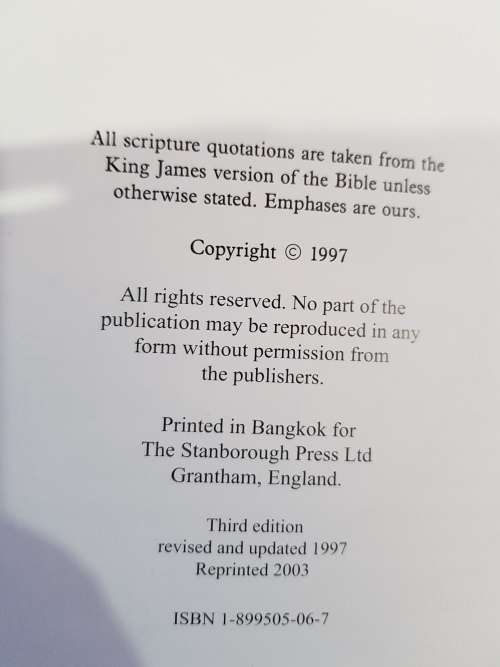 All scripture quotations are taken from the
King James version of the Bible unless
otherwise stated. Emphases are ours.
Copyright © 1997
All rights reserved. No part of the
publication may be reproduced in any
form without permission from
the publishers.
Printed in Bangkok for
The Stanborough Press Ltd
Grantham, England.
Third edition
revised and updated 1997
Reprinted 2003
ISBN 1-899505-06-7